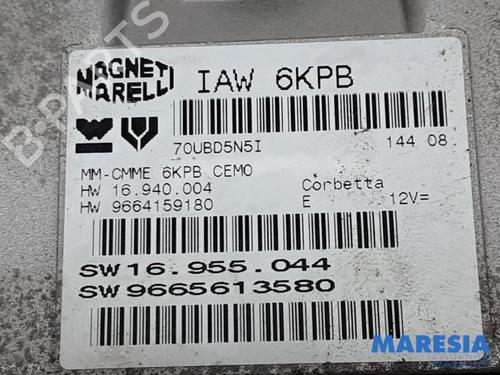 MAGNETI
MARELLI
IAW 6KPB
70UBD5N5I
144 08
MM-CMME 6KPB CEMO
HW 16.940.004
Corbetta
HW 9664159180
E 12V=
SW16.955.044
SW9665613580
B-PARTS
MARESIA